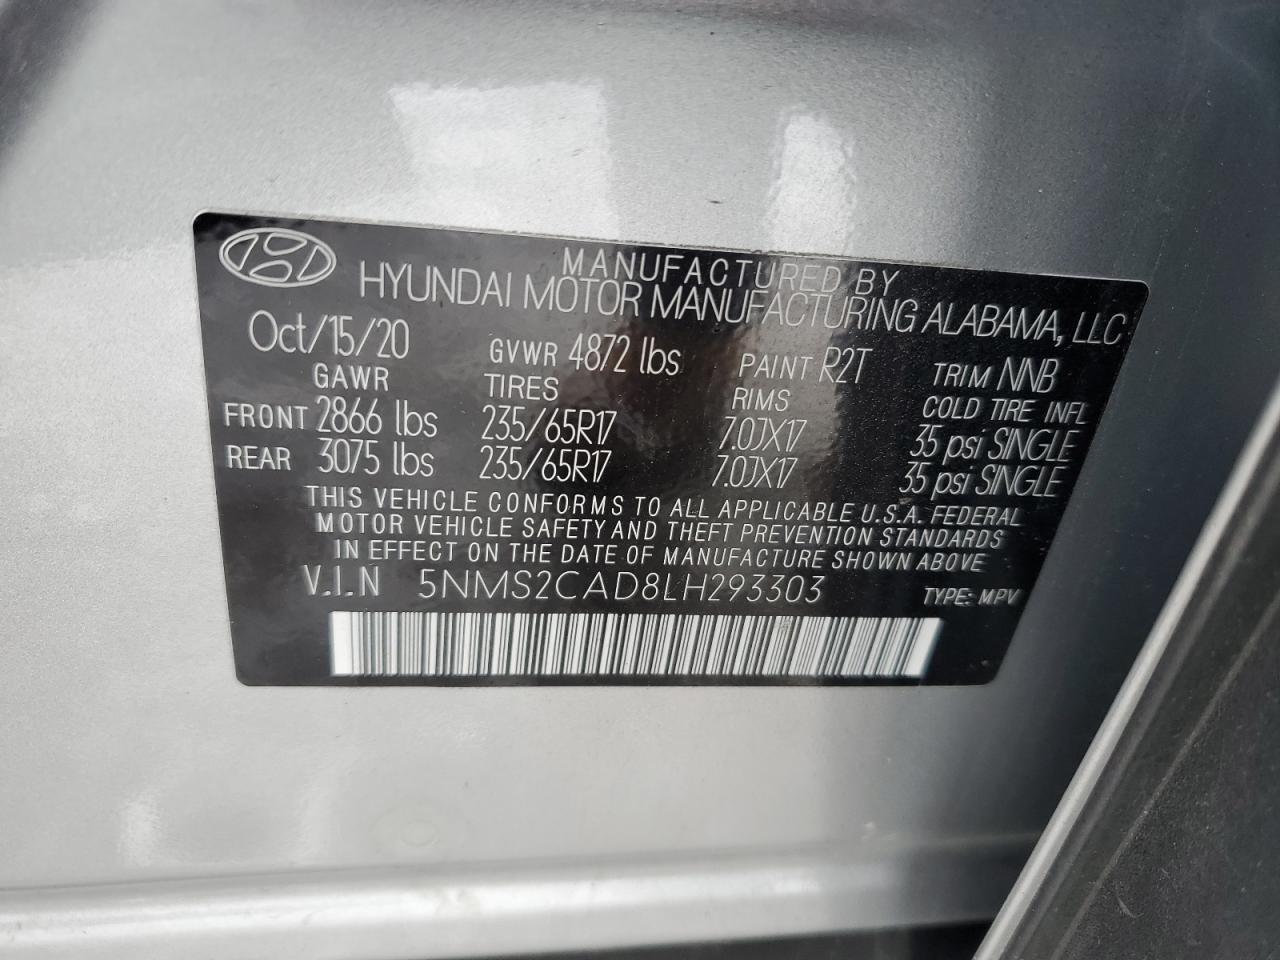 MANUFACTURED BY
HYUNDAI MOTOR MANUFACTURING ALABAMA, LLC
Oct/15/20 GVWR 4872 lbs PAINT R2T TRIM NNB
GAWR TIRES RIMS COLD TIRE INFL
FRONT 2866 lbs 235/65R17 7.0JX17 35 psi SINGLE
REAR 3075 lbs 235/65R17 7.0JX17 35 psi SINGLE
THIS VEHICLE CONFORMS TO ALL APPLICABLE U.S.A. FEDERAL
MOTOR VEHICLE SAFETY AND THEFT PREVENTION STANDARDS
IN EFFECT ON THE DATE OF MANUFACTURE SHOWN ABOVE
V.I.N 5NMS2CAD8LH293303 TYPE: MPV